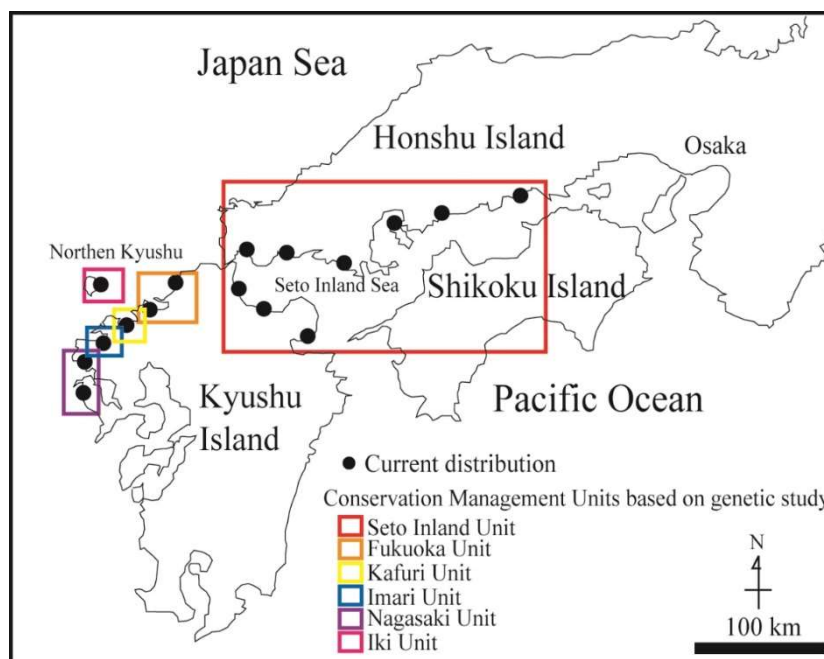 Japan Sea
Honshu Island
Osaka
Northen Kyushu
Seto Inland Sea
Shikoku Island
Kyushu
Island
Pacific Ocean
Current distribution
Conservation Management Units based on genetic study
Seto Inland Unit
Fukuoka Unit
Kafuri Unit
Imari Unit
Nagasaki Unit
Iki Unit
N
100 km